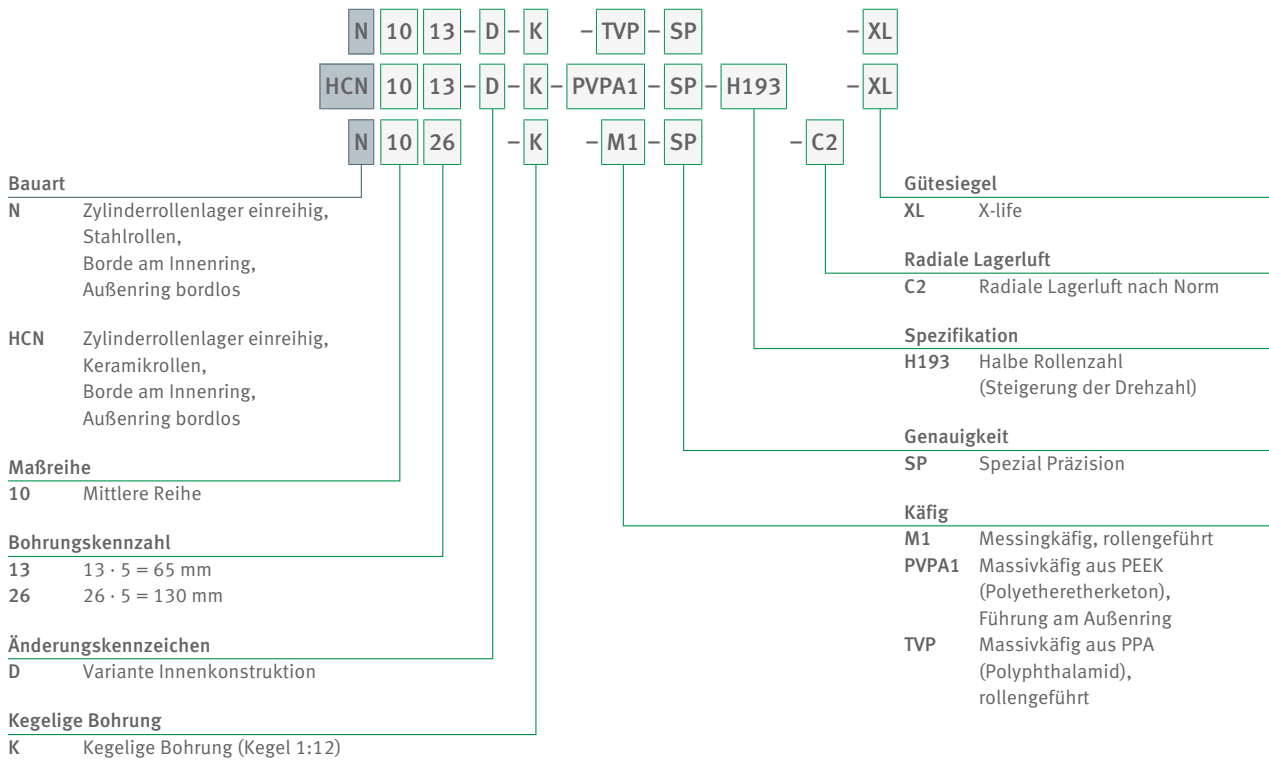 N 10 13 – D – K – TVP – SP – XL
HCN 10 13 – D – K – PVPA1 – SP – H193 – XL
N 10 26 – K – M1 – SP – C2
Bauart
N Zylinderrollenlager einreihig,
Stahlrollen,
Borde am Innenring,
Außenring bordlos
HCN Zylinderrollenlager einreihig,
Keramikrollen,
Borde am Innenring,
Außenring bordlos
Maßreihe
10 Mittlere Reihe
Bohrungskennzahl
13 13 · 5 = 65 mm
26 26 · 5 = 130 mm
Änderungskennzeichen
D Variante Innenkonstruktion
Kegelige Bohrung
K Kegelige Bohrung (Kegel 1:12)
Gütesiegel
XL X-life
Radiale Lagerluft
C2 Radiale Lagerluft nach Norm
Spezifikation
H193 Halbe Rollenzahl
(Steigerung der Drehzahl)
Genauigkeit
SP Spezial Präzision
Käfig
M1 Messingkäfig, rollengeführt
PVPA1 Massivkäfig aus PEEK
(Polyetheretherketon),
Führung am Außenring
TVP Massivkäfig aus PPA
(Polyphthalamid),
rollengeführt